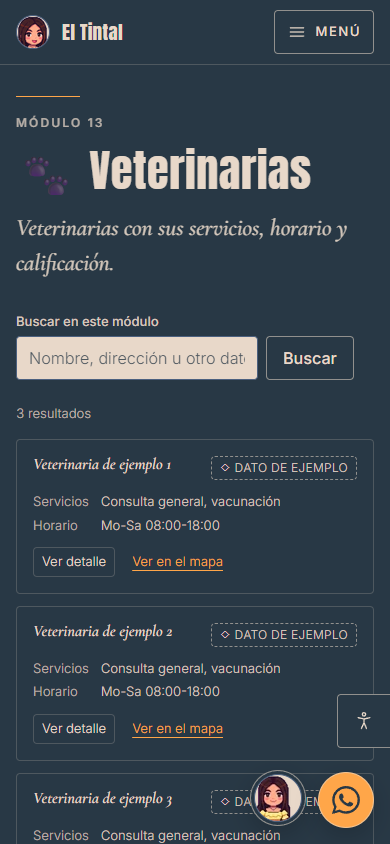 El Tintal
MENÚ
MÓDULO 13
Veterinarias
Veterinarias con sus servicios, horario y
calificación.
Buscar en este módulo
Nombre, dirección u otro dato
Buscar
3 resultados
Veterinaria de ejemplo 1
DATO DE EJEMPLO
Servicios Consulta general, vacunación
Horario Mo-Sa 08:00-18:00
Ver detalle Ver en el mapa
Veterinaria de ejemplo 2
DATO DE EJEMPLO
Servicios Consulta general, vacunación
Horario Mo-Sa 08:00-18:00
Ver detalle Ver en el mapa
Veterinaria de ejemplo 3
Servicios Consulta general, vacunación